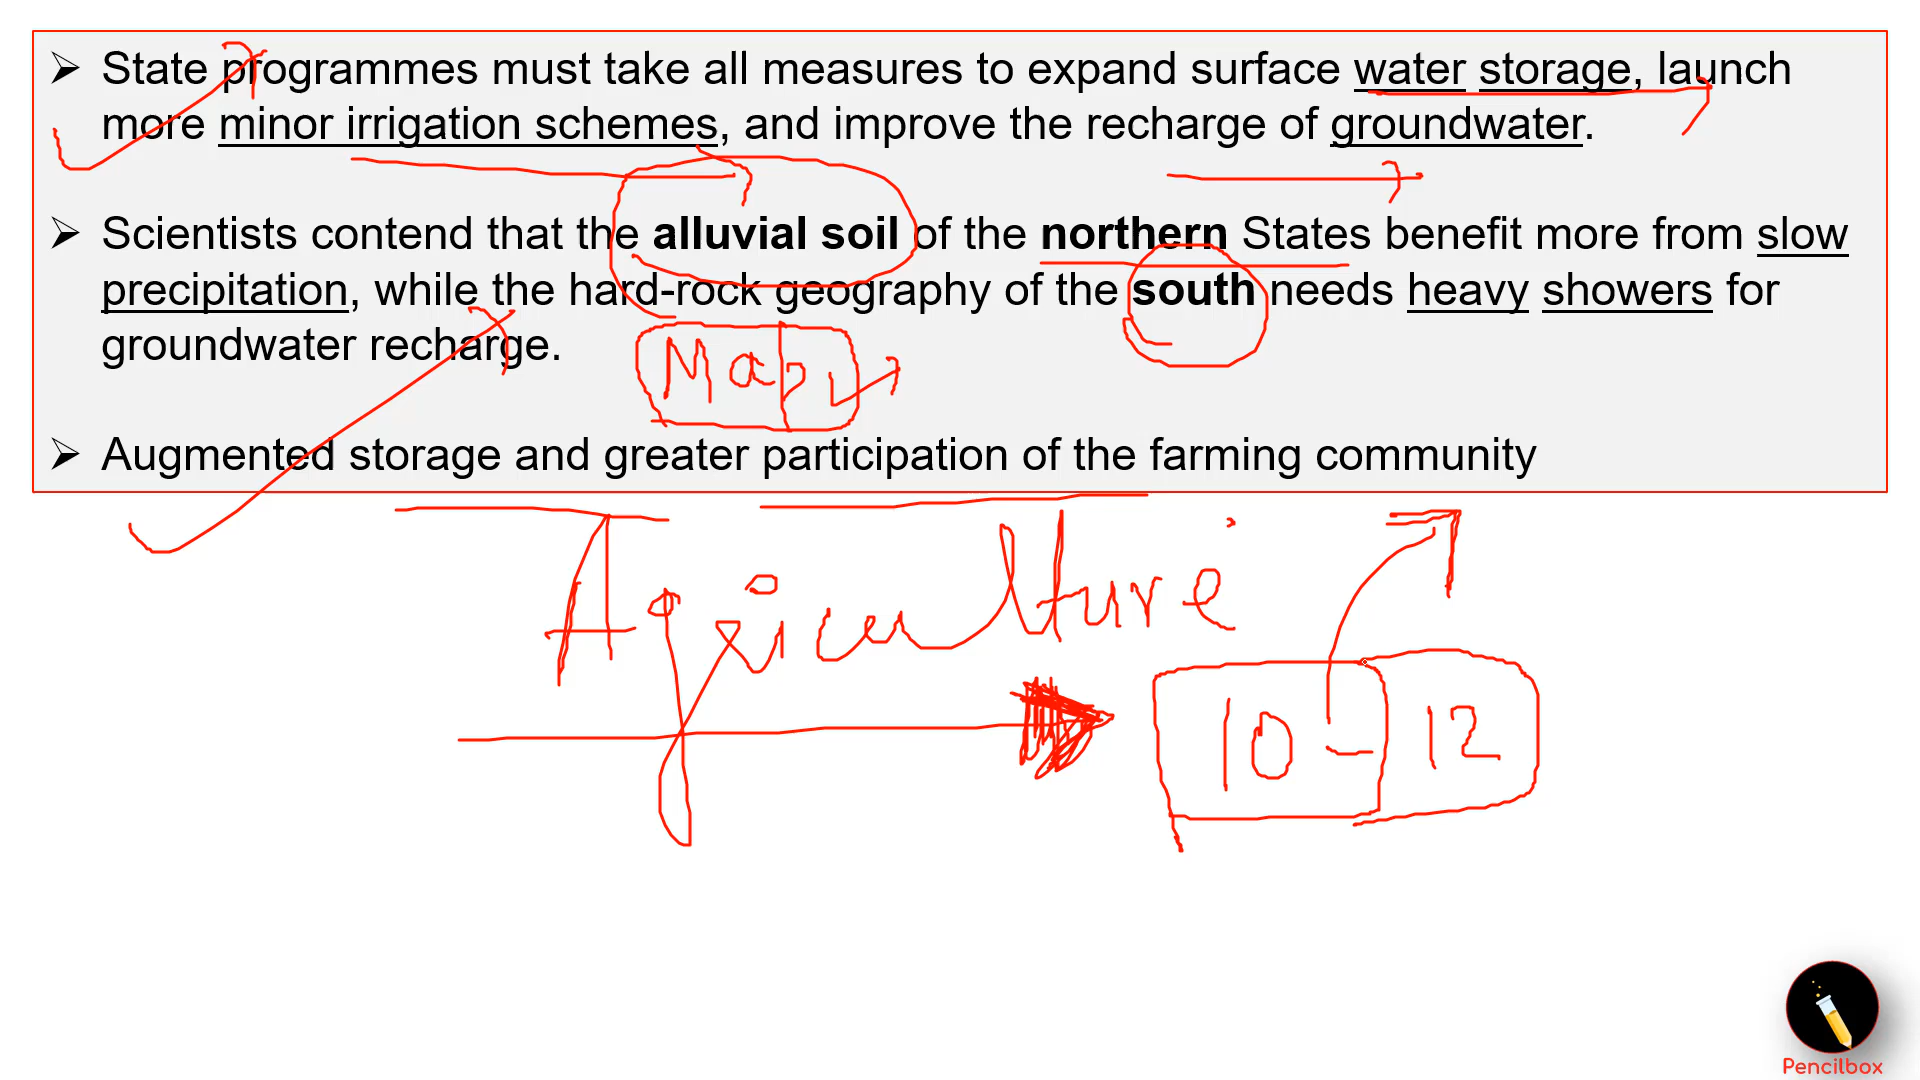 ➢ State programmes must take all measures to expand surface water storage, launch
more minor irrigation schemes, and improve the recharge of groundwater.
➢ Scientists contend that the alluvial soil of the northern States benefit more from slow
precipitation, while the hard-rock geography of the south needs heavy showers for
groundwater recharge.
Map
➢ Augmented storage and greater participation of the farming community
Agriculture
10 - 12
Pencilbox